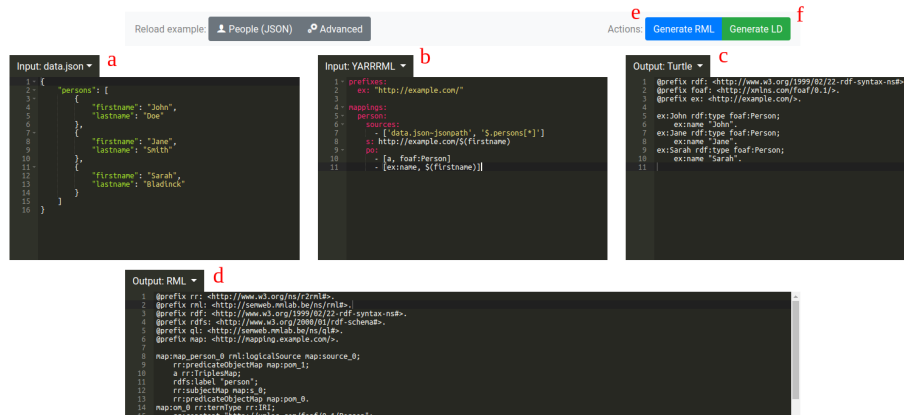 e
f
Reload example: People (JSON) Advanced
Actions: Generate RML Generate LD
Input: data.json
a
1 {
2 "persons": [
3 {
4 "firstname": "John",
5 "lastname": "Doe"
6 },
7 {
8 "firstname": "Jane",
9 "lastname": "Smith"
10 },
11 {
12 "firstname": "Sarah",
13 "lastname": "Bladinck"
14 }
15 ]
16 }
Input: YARRRML
b
1 prefixes:
2 ex: "http://example.com/"
3
4 mappings:
5 person:
6 sources:
7 - ['data.json~jsonpath', '$.persons[*]']
8 s: http://example.com/$(firstname)
9 po:
10 - [a, foaf:Person]
11 - [ex:name, $(firstname)]
Output: Turtle
c
1 @prefix rdf: <http://www.w3.org/1999/02/22-rdf-syntax-ns#>
2 @prefix foaf: <http://xmlns.com/foaf/0.1/>.
3 @prefix ex: <http://example.com/>.
4
5 ex:John rdf:type foaf:Person;
6 ex:name "John".
7 ex:Jane rdf:type foaf:Person;
8 ex:name "Jane".
9 ex:Sarah rdf:type foaf:Person;
10 ex:name "Sarah".
11
Output: RML
d
1 @prefix rr: <http://www.w3.org/ns/r2rml#>.
2 @prefix rml: <http://semweb.mmlab.be/ns/rml#>.
3 @prefix rdf: <http://www.w3.org/1999/02/22-rdf-syntax-ns#>.
4 @prefix rdfs: <http://www.w3.org/2000/01/rdf-schema#>.
5 @prefix ql: <http://semweb.mmlab.be/ns/ql#>.
6 @prefix map: <http://mapping.example.com/>.
7
8 map:map_person_0 rml:logicalSource map:source_0;
9 rr:predicateObjectMap map:pom_1;
10 a rr:TriplesMap;
11 rdfs:label "person";
12 rr:subjectMap map:s_0;
13 rr:predicateObjectMap map:pom_0.
14 map:om_0 rr:termType rr:IRI;